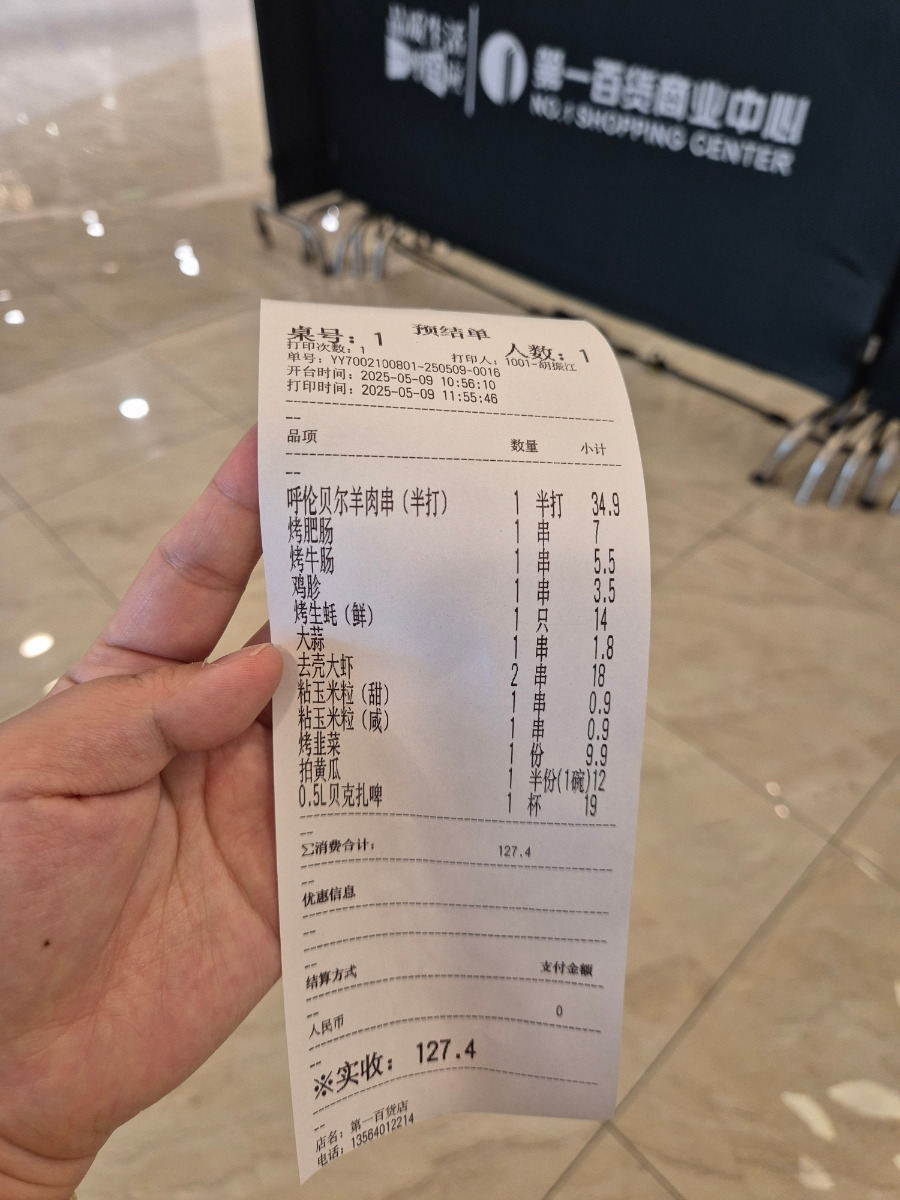 品质生活
第一百货商业中心
NO.1 SHOPPING CENTER
预结单
桌号：1 人数：1
打印次数：1 打印人：1001-胡振江
单号：YY7002100801-250509-0016
开台时间：2025-05-09 10:56:10
打印时间：2025-05-09 11:55:46
--
品项 数量 小计
--
呼伦贝尔羊肉串（半打） 1 半打 34.9
烤肥肠 1 串 7
烤牛肠 1 串 5.5
鸡胗 1 串 3.5
烤生蚝（鲜） 1 只 14
大蒜 1 串 1.8
去壳大虾 2 串 18
粘玉米粒（甜） 1 串 0.9
粘玉米粒（咸） 1 串 0.9
烤韭菜 1 份 9.9
拍黄瓜 1 半份(1碗)12
0.5L贝克扎啤 1 杯 19
--
∑消费合计： 127.4
--
优惠信息
--
--
结算方式 支付金额
--
人民币 0
--
※实收： 127.4
--
店名：第一百货店
电话：13564012214